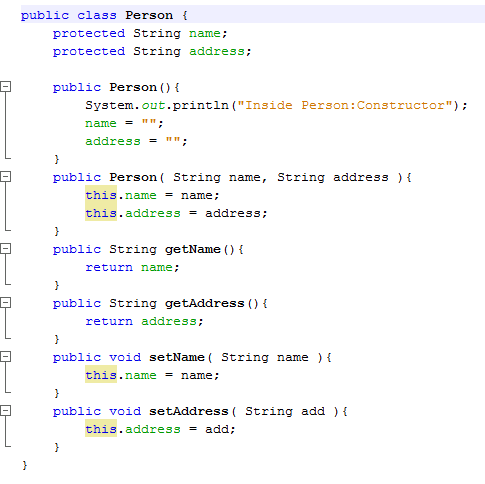 public class Person {
    protected String name;
    protected String address;

    public Person(){
        System.out.println("Inside Person:Constructor");
        name = "";
        address = "";
    }
    public Person( String name, String address ){
        this.name = name;
        this.address = address;
    }
    public String getName(){
        return name;
    }
    public String getAddress(){
        return address;
    }
    public void setName( String name ){
        this.name = name;
    }
    public void setAddress( String add ){
        this.address = add;
    }
}